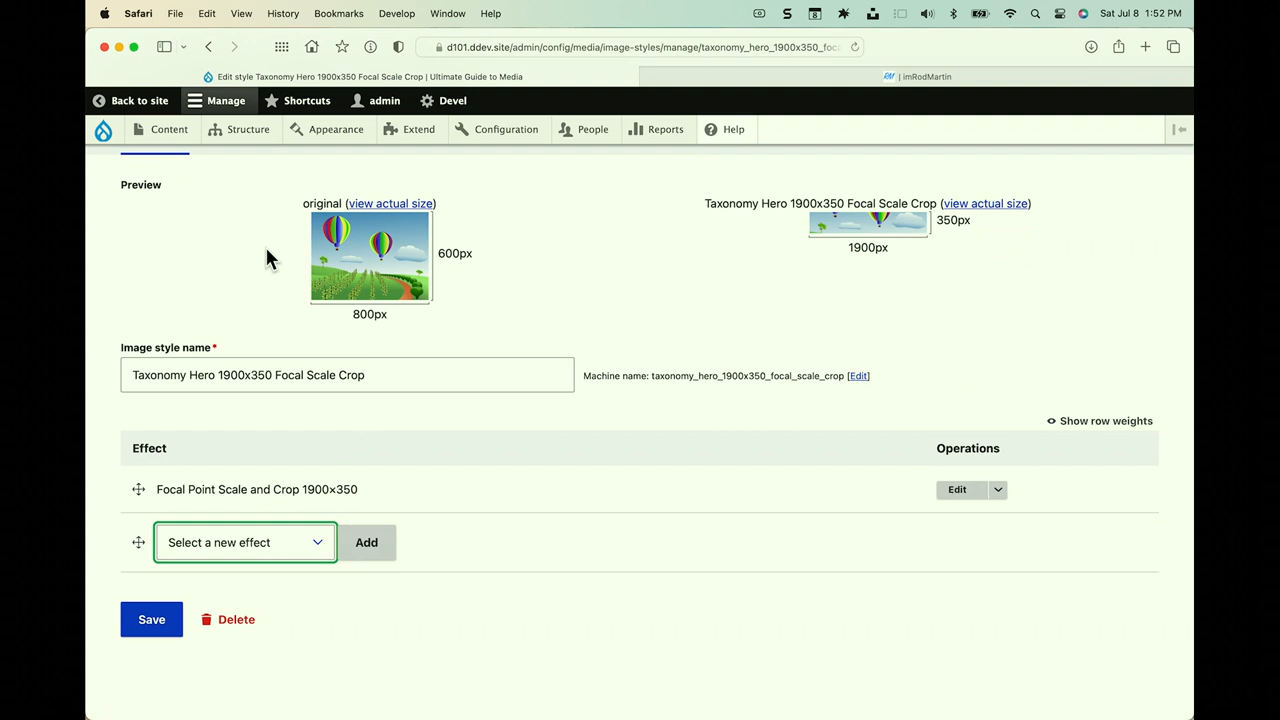 Safari File Edit View History Bookmarks Develop Window Help S 8 Sat Jul 8 1:52 PM
d101.ddev.site/admin/config/media/image-styles/manage/taxonomy_hero_1900x350_foc
Edit style Taxonomy Hero 1900x350 Focal Scale Crop | Ultimate Guide to Media
RM | imRodMartin
Back to site Manage Shortcuts admin Devel
Content Structure Appearance Extend Configuration People Reports Help
Preview
original (view actual size)
600px
800px
Taxonomy Hero 1900x350 Focal Scale Crop (view actual size)
350px
1900px
Image style name*
Taxonomy Hero 1900x350 Focal Scale Crop
Machine name: taxonomy_hero_1900x350_focal_scale_crop [Edit]
Show row weights
Effect Operations
Focal Point Scale and Crop 1900×350 Edit
Select a new effect Add
Save Delete